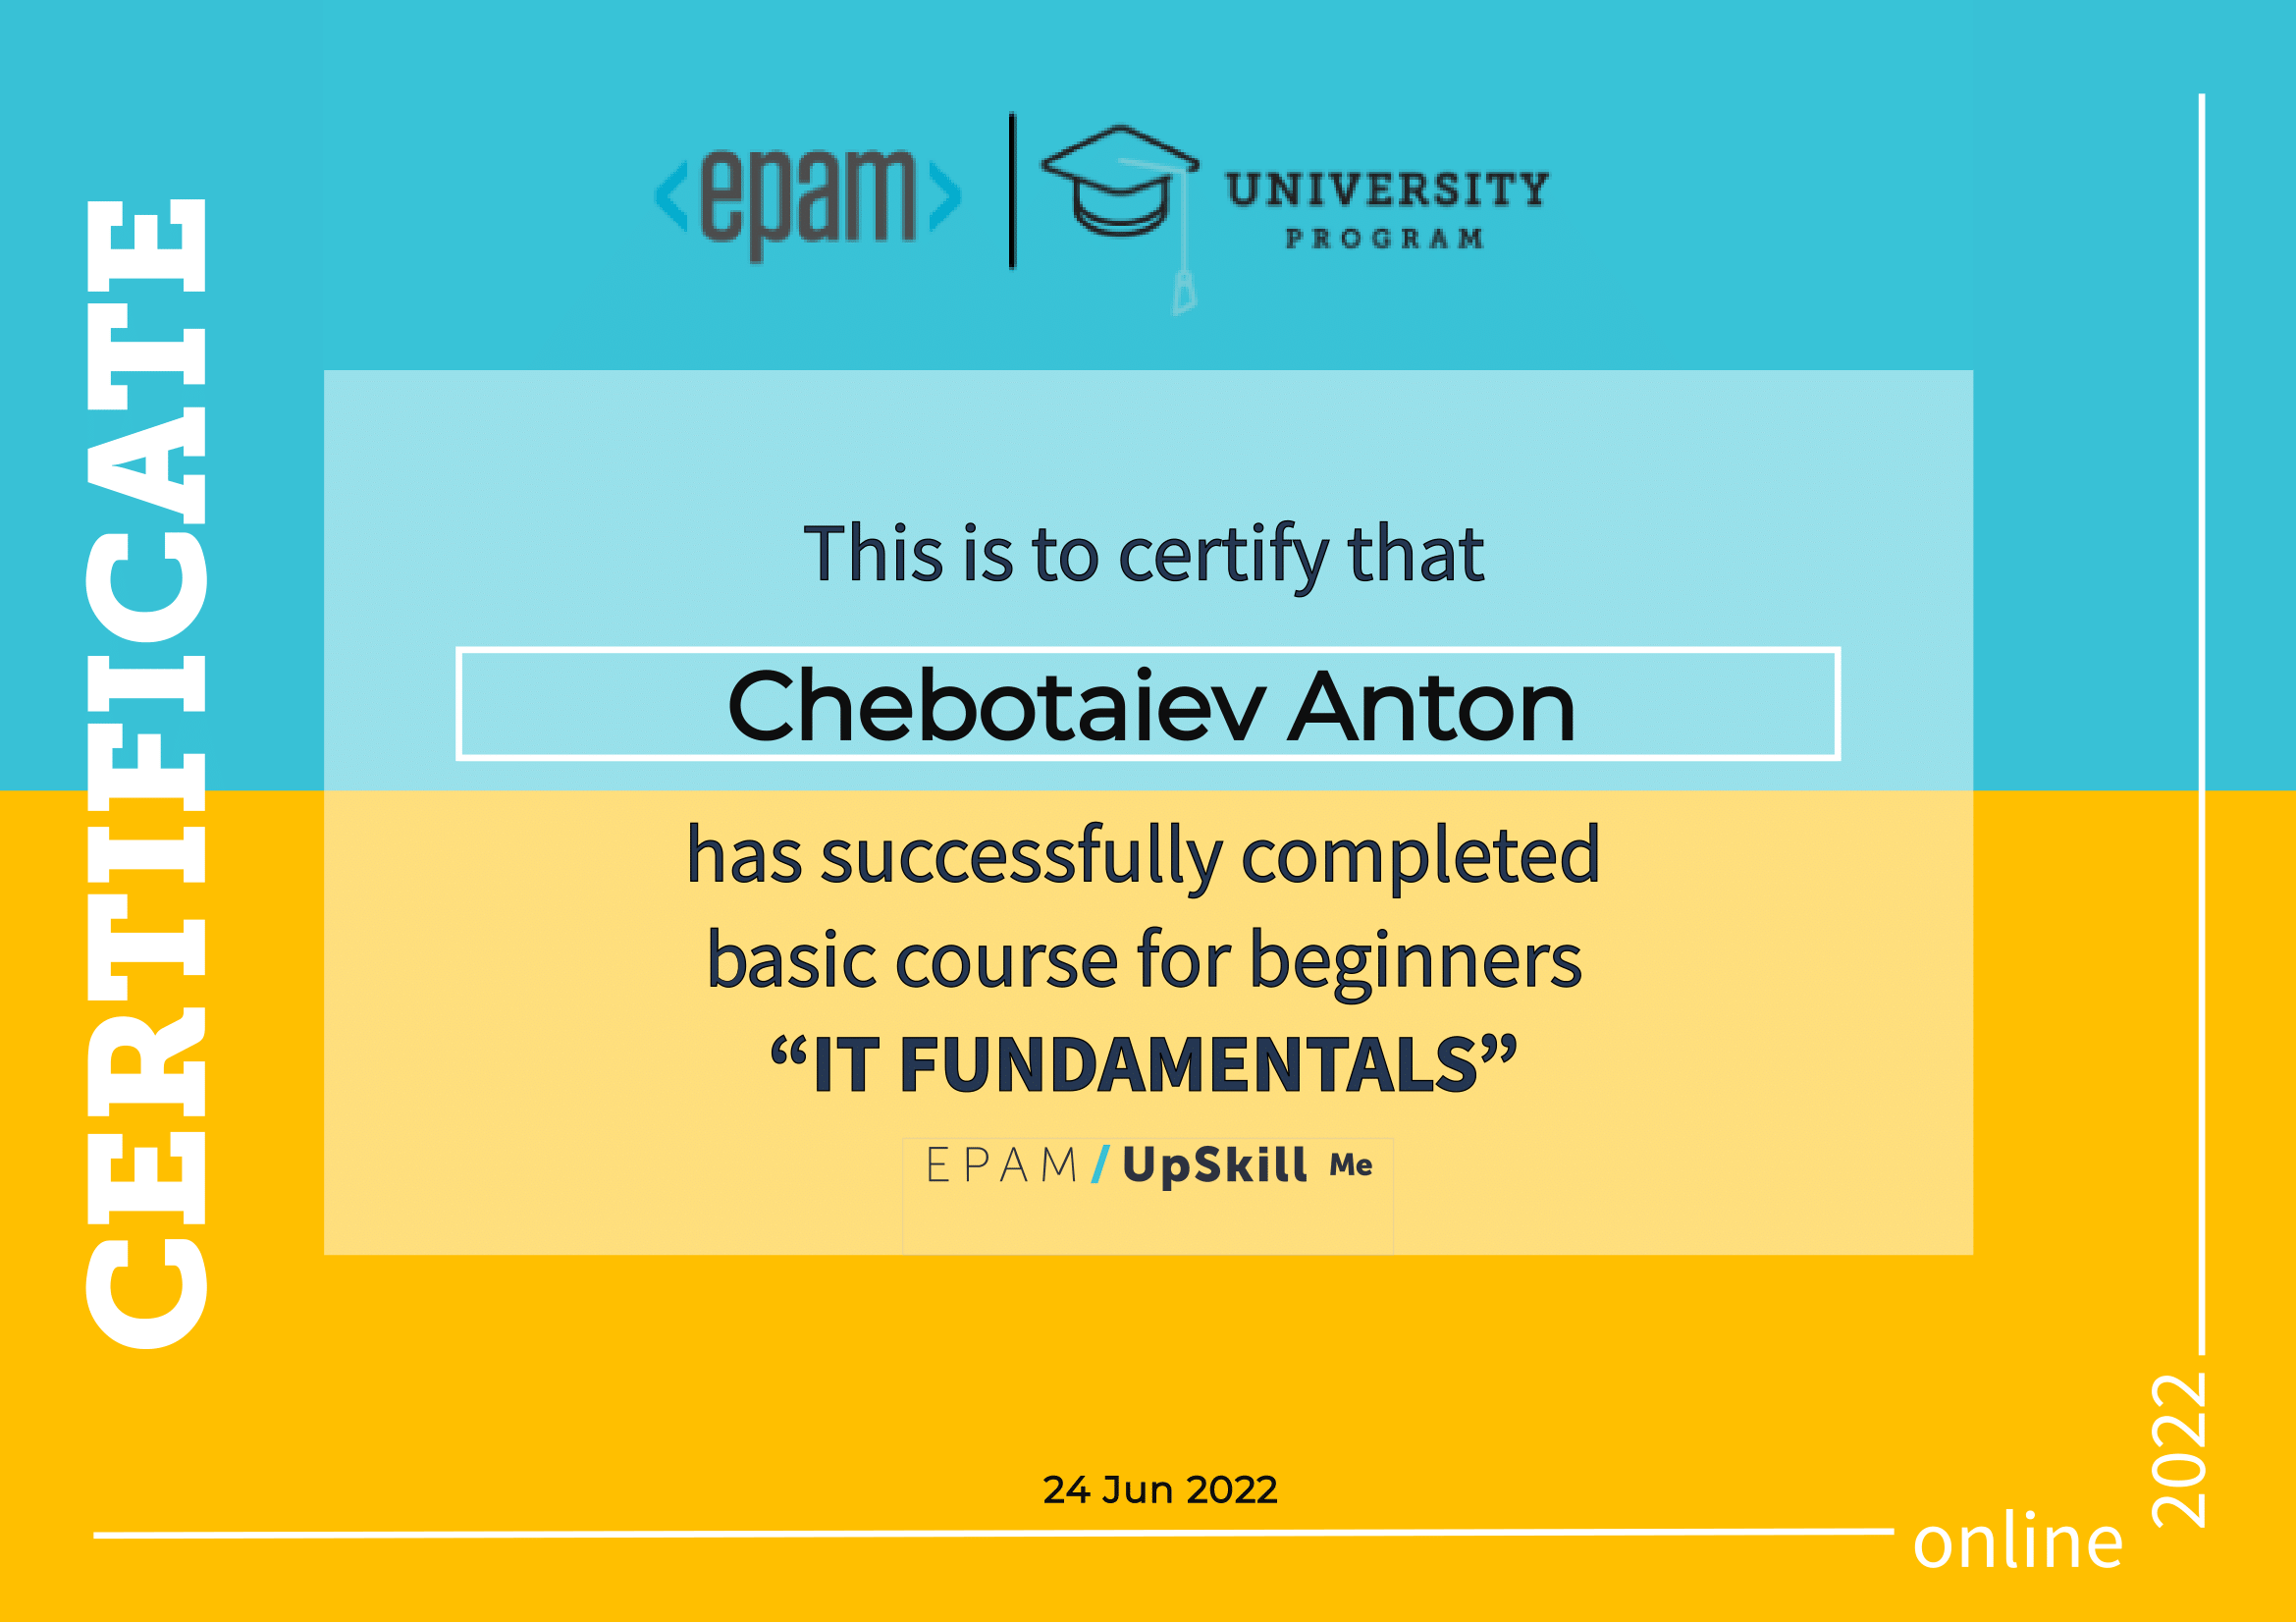 CERTIFICATE
<epam>
UNIVERSITY
PROGRAM
This is to certify that
Chebotaiev Anton
has successfully completed
basic course for beginners
“IT FUNDAMENTALS”
EPAM/UpSkill Me
24 Jun 2022
online
2022